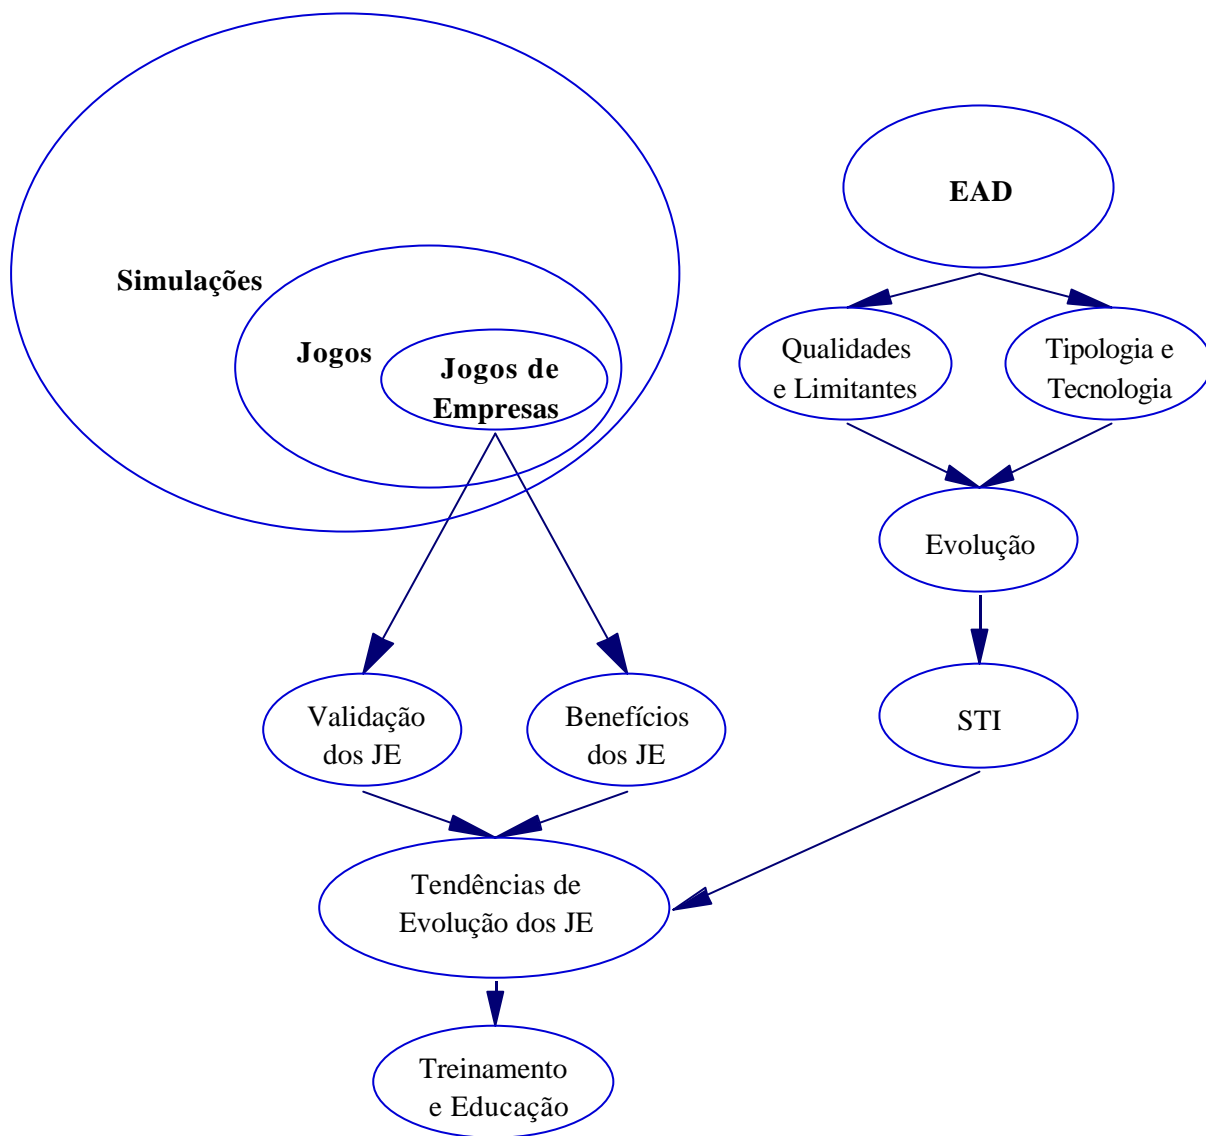 Simulações
Jogos
Jogos de
Empresas
EAD
Qualidades
e Limitantes
Tipologia e
Tecnologia
Evolução
STI
Validação
dos JE
Benefícios
dos JE
Tendências de
Evolução dos JE
Treinamento
e Educação